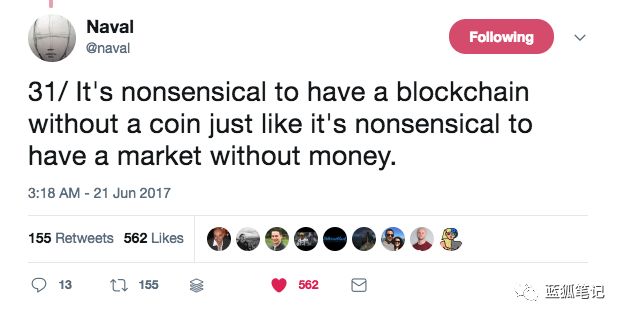 Naval
@naval
Following
31/ It's nonsensical to have a blockchain
without a coin just like it's nonsensical to
have a market without money.
3:18 AM - 21 Jun 2017
155 Retweets 562 Likes
13 155 562
蓝狐笔记